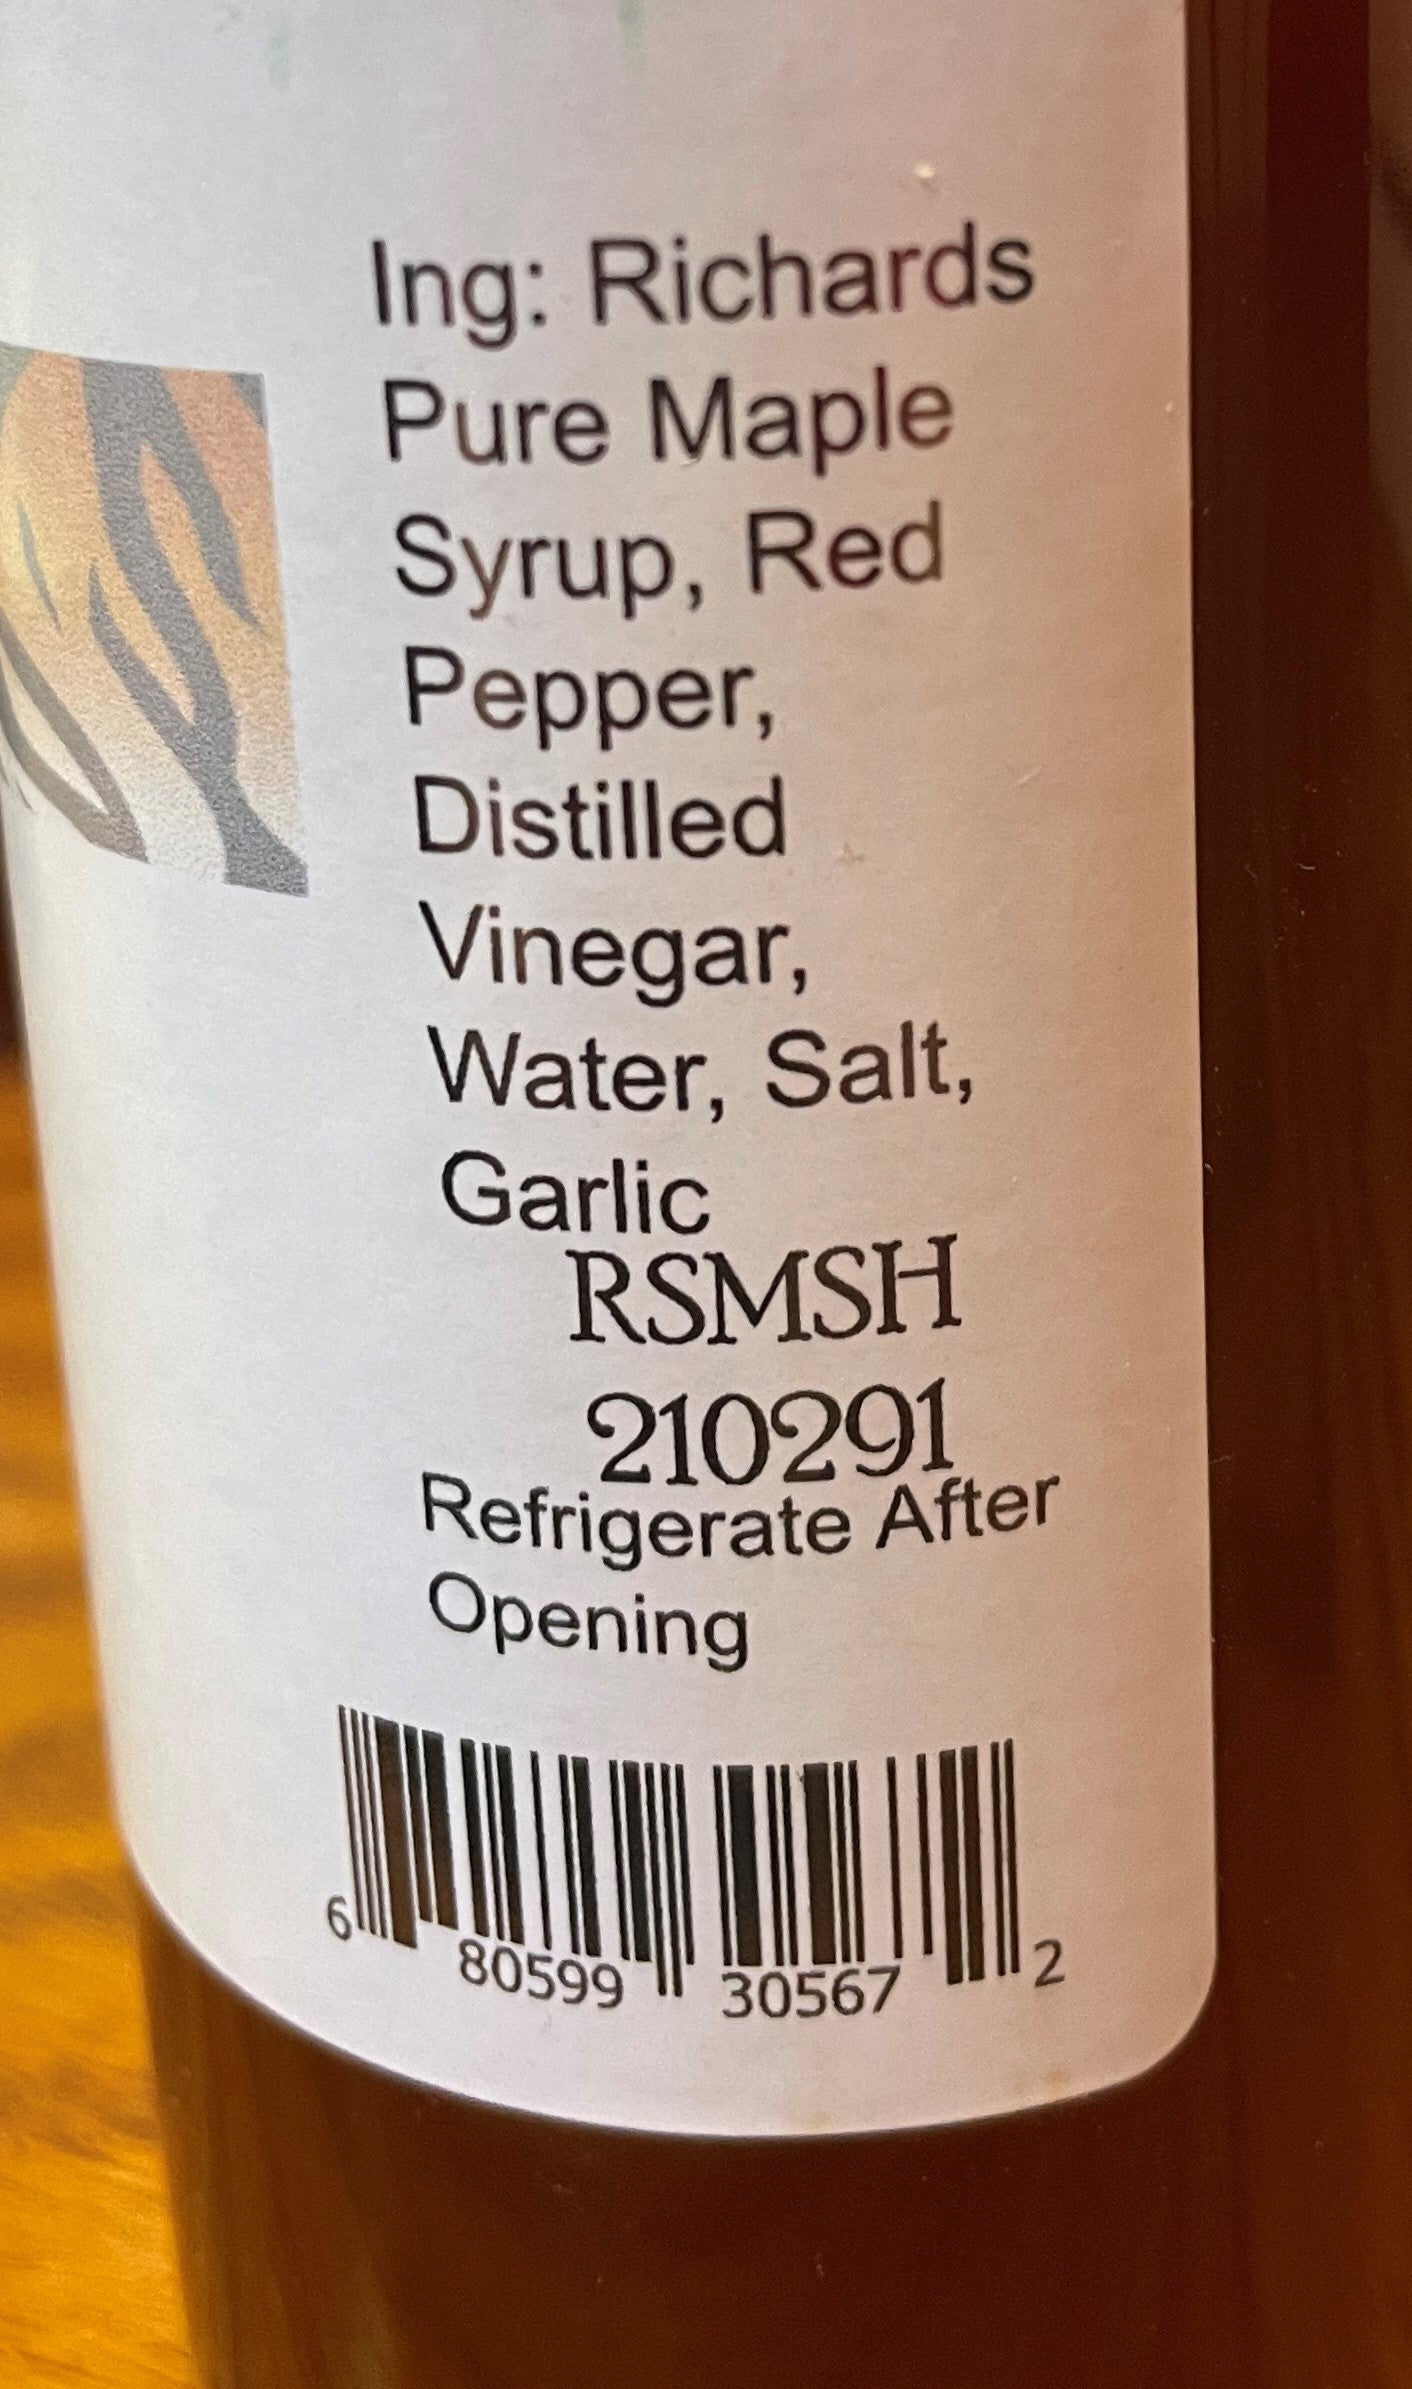 Ing: Richards
Pure Maple
Syrup, Red
Pepper,
Distilled
Vinegar,
Water, Salt,
Garlic
RSMSH
210291
Refrigerate After
Opening
6 80599 30567 2